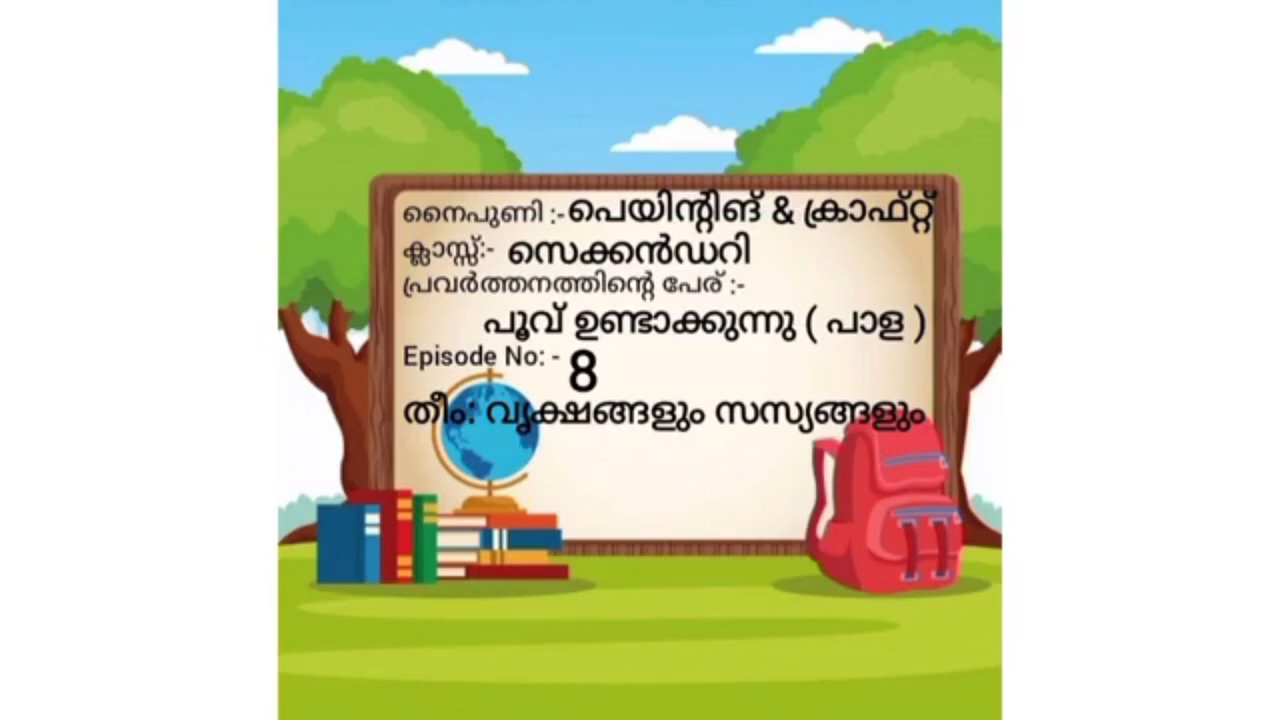 നൈപുണി :- പെയിന്റിങ് & ക്രാഫ്റ്റ്
ക്ലാസ്സ്:- സെക്കൻഡറി
പ്രവർത്തനത്തിന്റെ പേര് :-
പൂവ് ഉണ്ടാക്കുന്നു ( പാള )
Episode No: - 8
തീം: വൃക്ഷങ്ങളും സസ്യങ്ങളും